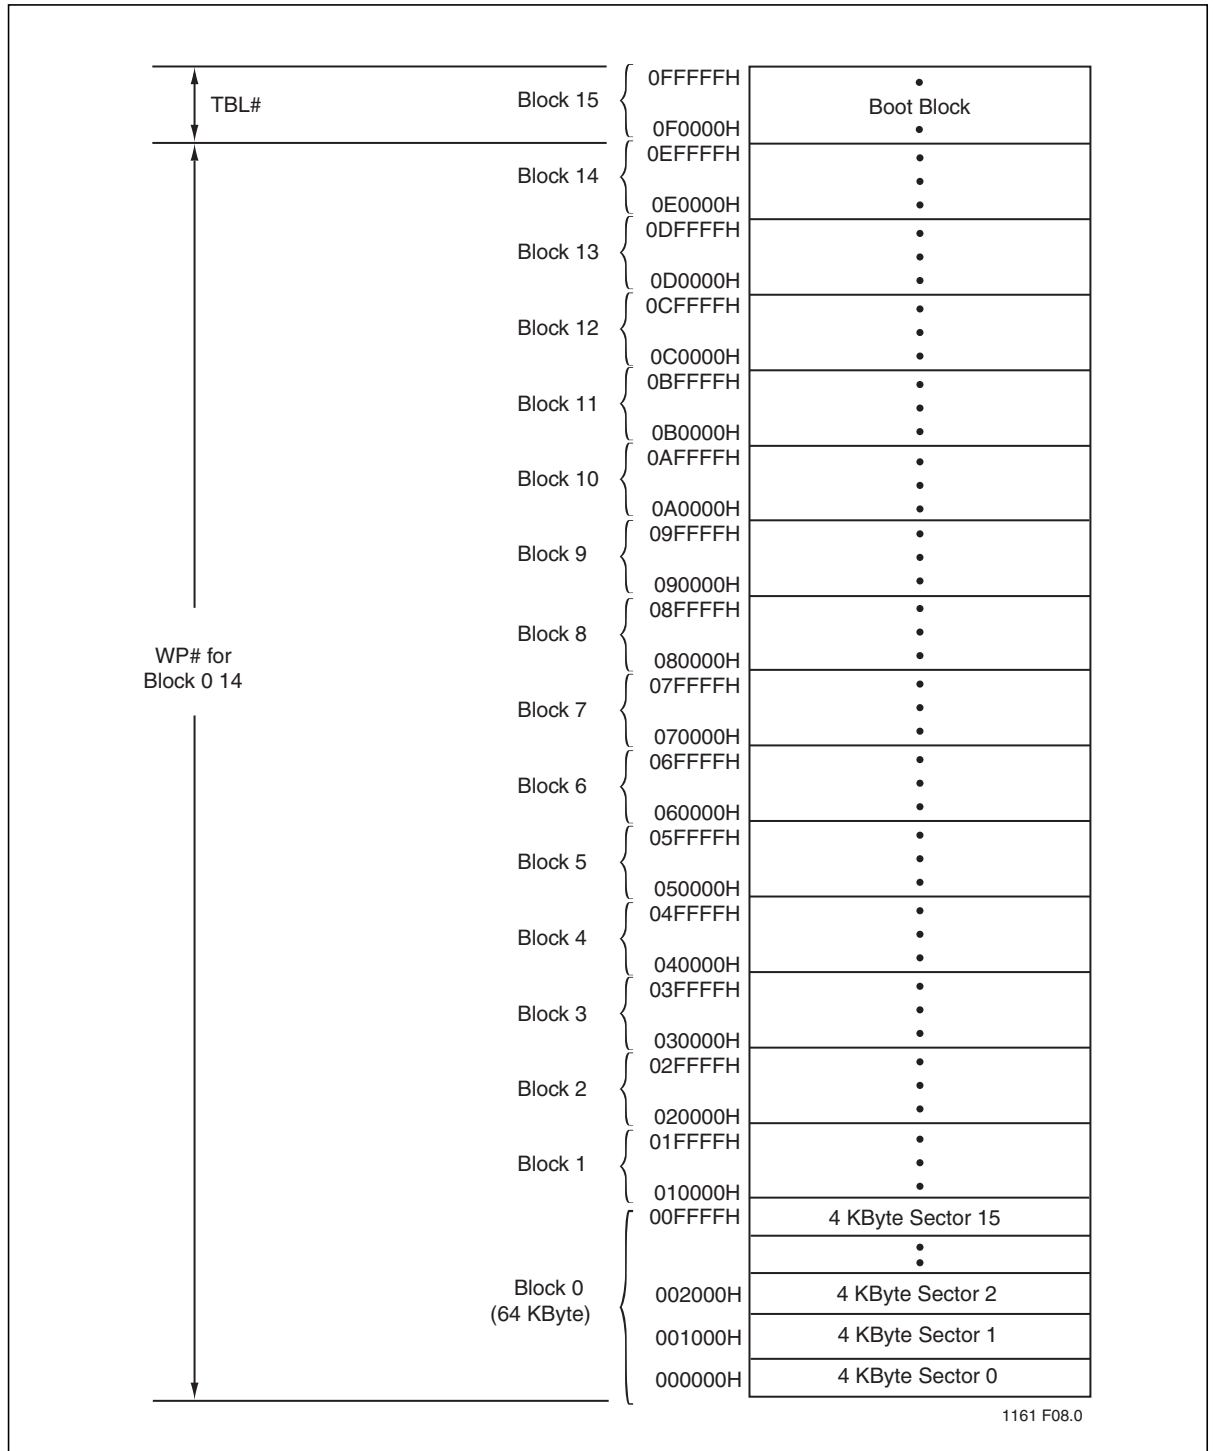 TBL#
Block 15
0FFFFFH
0F0000H
Boot Block
Block 14
0EFFFFH
0E0000H
Block 13
0DFFFFH
0D0000H
Block 12
0CFFFFH
0C0000H
Block 11
0BFFFFH
0B0000H
Block 10
0AFFFFH
0A0000H
Block 9
09FFFFH
090000H
Block 8
08FFFFH
080000H
WP# for
Block 0 14
Block 7
07FFFFH
070000H
Block 6
06FFFFH
060000H
Block 5
05FFFFH
050000H
Block 4
04FFFFH
040000H
Block 3
03FFFFH
030000H
Block 2
02FFFFH
020000H
Block 1
01FFFFH
010000H
00FFFFH
4 KByte Sector 15
Block 0
(64 KByte)
002000H
4 KByte Sector 2
001000H
4 KByte Sector 1
000000H
4 KByte Sector 0
1161 F08.0